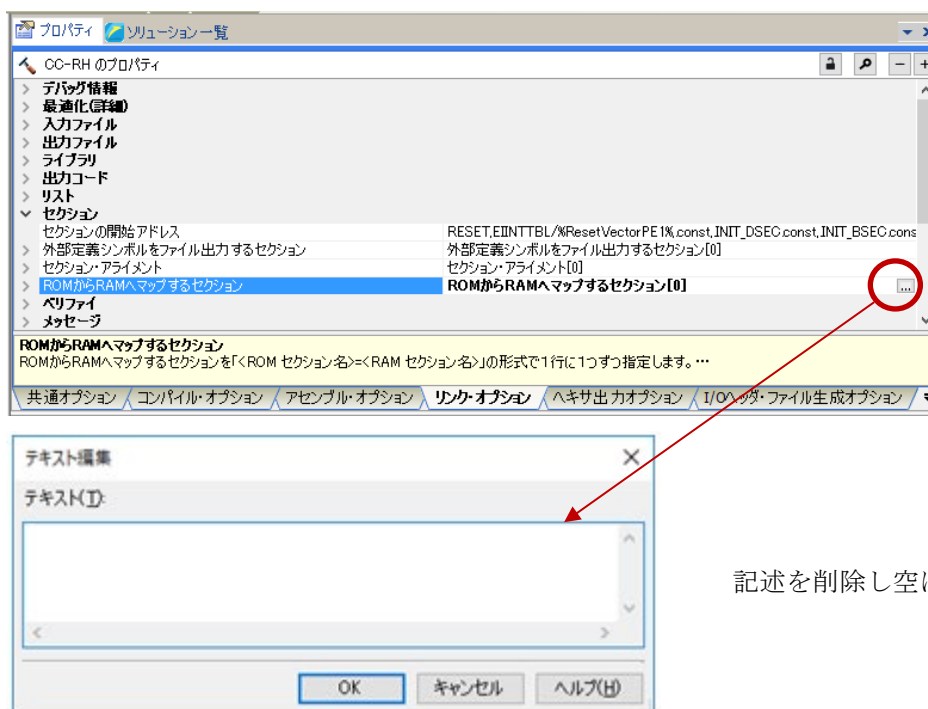 プロパティ ソリューション一覧
CC-RH のプロパティ
デバッグ情報
最適化(詳細)
入力ファイル
出力ファイル
ライブラリ
出力コード
リスト
セクション
セクションの開始アドレス RESET,EIINTTBL/%ResetVectorPE1%,const,INIT_DSEC.const,INIT_BSEC.cons
外部定義シンボルをファイル出力するセクション 外部定義シンボルをファイル出力するセクション[0]
セクション・アライメント セクション・アライメント[0]
ROMからRAMへマップするセクション ROMからRAMへマップするセクション[0] ...
ベリファイ
メッセージ
ROMからRAMへマップするセクション
ROMからRAMへマップするセクションを「<ROM セクション名>=<RAM セクション名>」の形式で1行に1つずつ指定します。…
共通オプション コンパイル・オプション アセンブル・オプション リンク・オプション ヘキサ出力オプション I/Oヘッダ・ファイル生成オプション
テキスト編集
テキスト(T):
記述を削除し空
OK キャンセル ヘルプ(H)